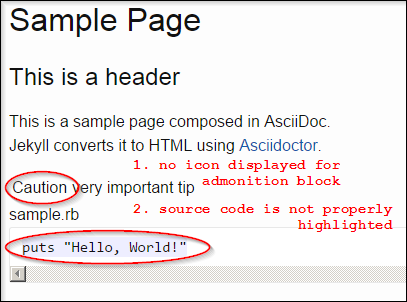 Sample Page
This is a header
This is a sample page composed in AsciiDoc.
Jekyll converts it to HTML using Asciidoctor.
1. no icon displayed for
admonition block
Caution very important tip
sample.rb
2. source code is not properly
highlighted
puts "Hello, World!"